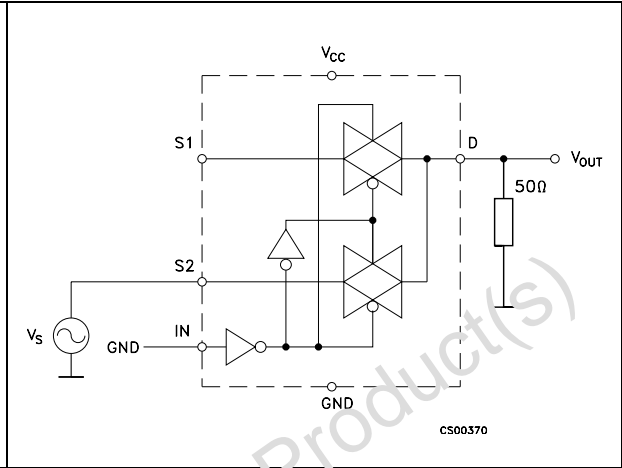 VCC
S1
D
VOUT
50Ω
S2
VS
IN
GND
GND
CS00370
Product(s)